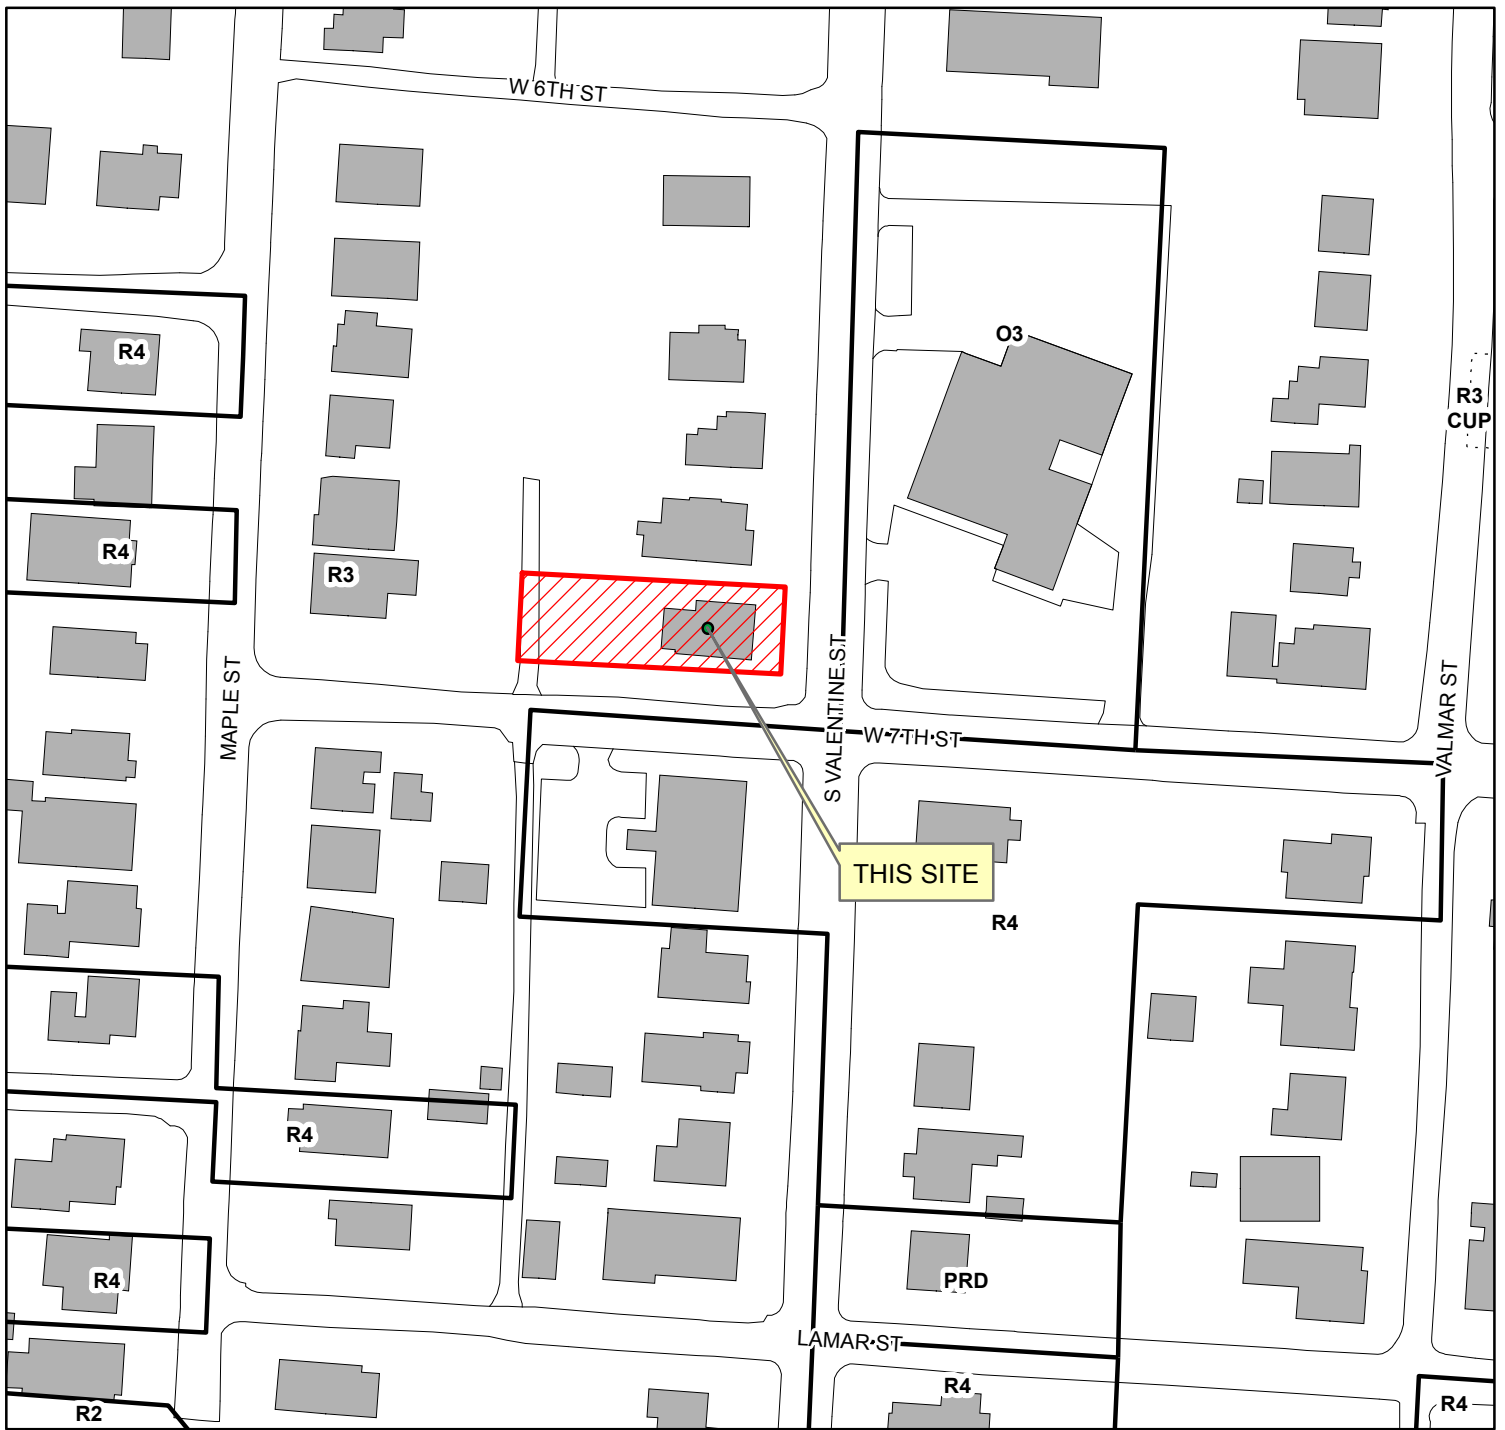 W 6TH ST
O3
R4
R3
CUP
R4
R3
S VALENTINE ST
MAPLE ST
VALMAR ST
W 7TH ST
THIS SITE
R4
R4
R4
PRD
LAMAR ST
R4
R4
R2